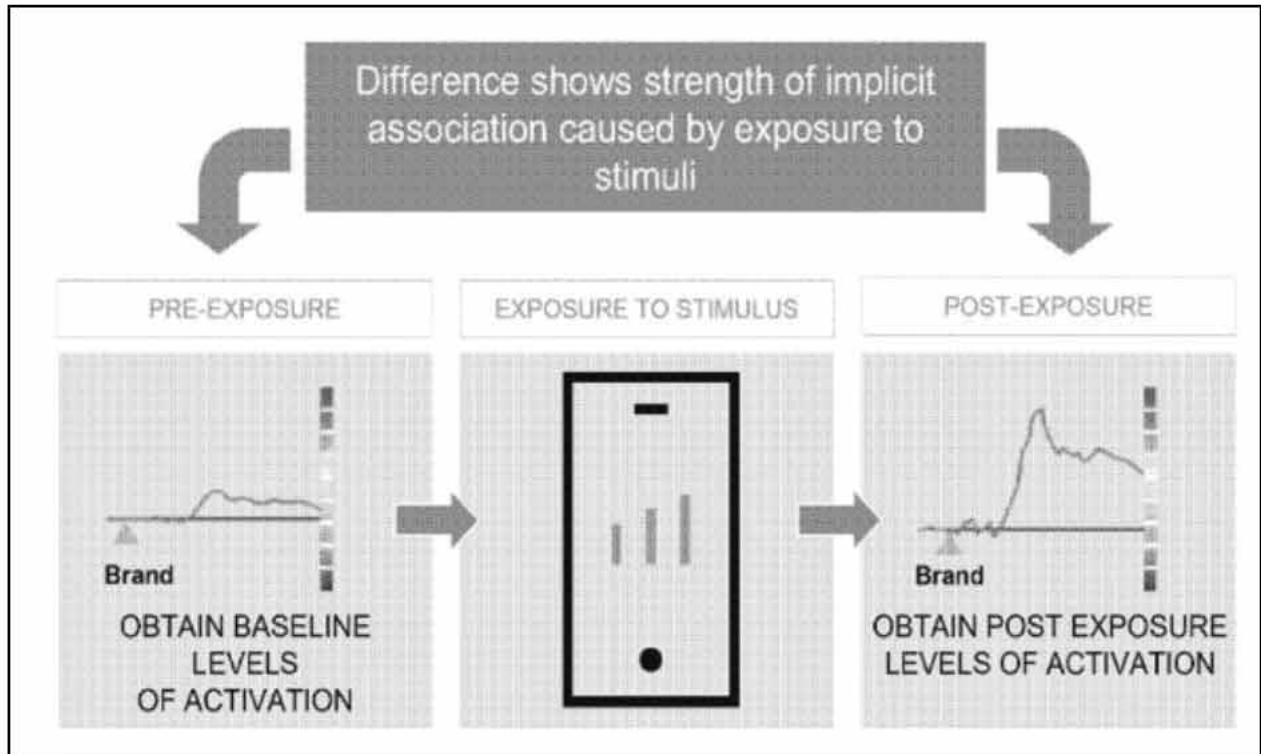 Difference shows strength of implicit
association caused by exposure to
stimuli
PRE-EXPOSURE
EXPOSURE TO STIMULUS
POST-EXPOSURE
Brand
OBTAIN BASELINE
LEVELS
OF ACTIVATION
Brand
OBTAIN POST EXPOSURE
LEVELS OF ACTIVATION